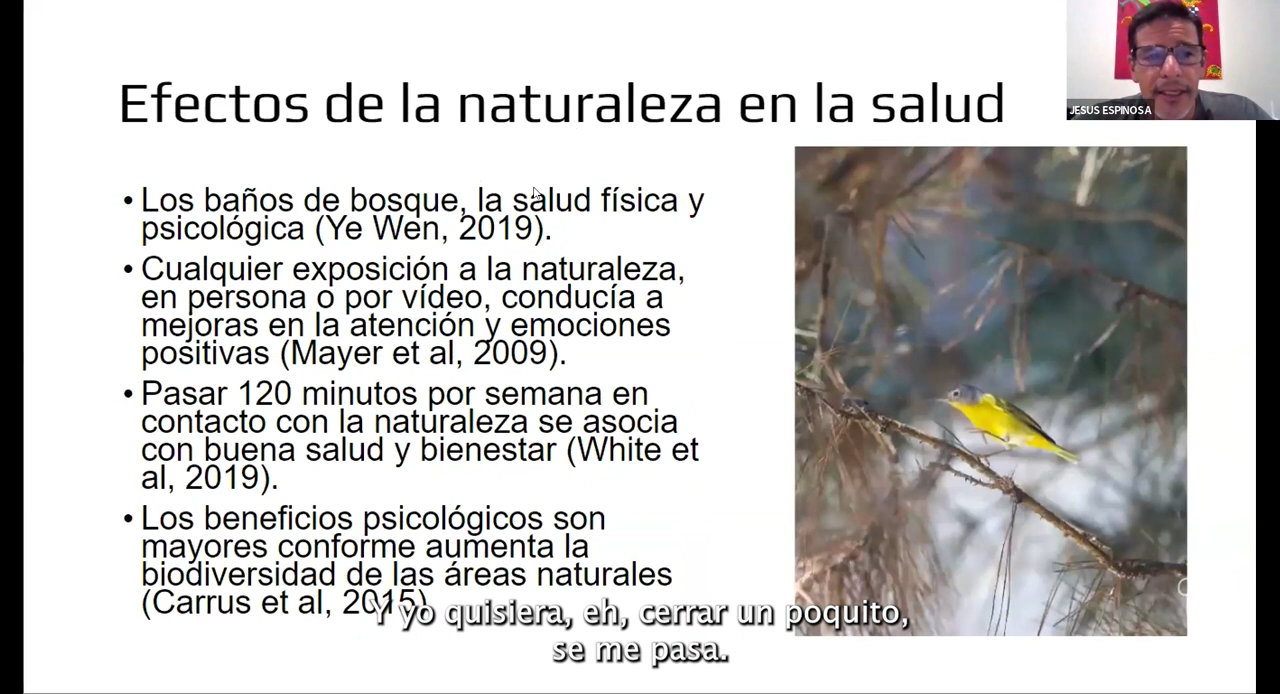 Efectos de la naturaleza en la salud
JESUS ESPINOSA
• Los baños de bosque, la salud física y
psicológica (Ye Wen, 2019).
• Cualquier exposición a la naturaleza,
en persona o por vídeo, conducía a
mejoras en la atención y emociones
positivas (Mayer et al, 2009).
• Pasar 120 minutos por semana en
contacto con la naturaleza se asocia
con buena salud y bienestar (White et
al, 2019).
• Los beneficios psicológicos son
mayores conforme aumenta la
biodiversidad de las áreas naturales
(Carrus et al, 2015)
Y yo quisiera, eh, cerrar un poquito,
se me pasa.